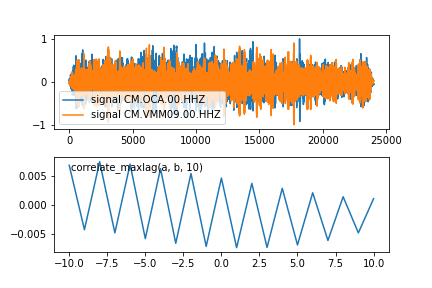 1
0
−1
signal CM.OCA.00.HHZ
signal CM.VMM09.00.HHZ
0 5000 10000 15000 20000 25000
correlate_maxlag(a, b, 10)
0.005
0.000
−0.005
−10.0 −7.5 −5.0 −2.5 0.0 2.5 5.0 7.5 10.0